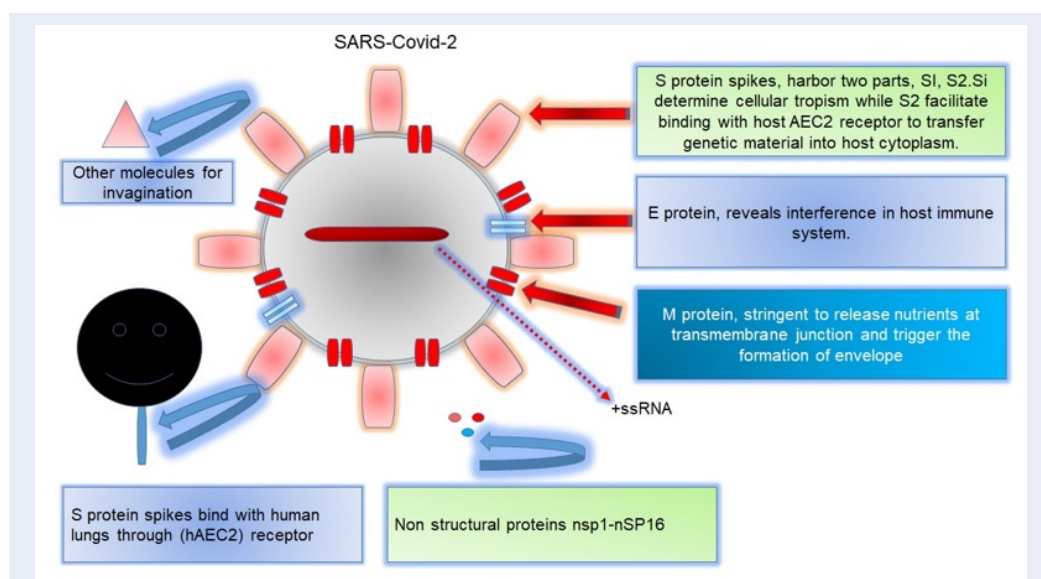 SARS-Covid-2
S protein spikes, harbor two parts, SI, S2.Si
determine cellular tropism while S2 facilitate
binding with host AEC2 receptor to transfer
genetic material into host cytoplasm.
Other molecules for
invagination
E protein, reveals interference in host immune
system.
M protein, stringent to release nutrients at
transmembrane junction and trigger the
formation of envelope
+ssRNA
S protein spikes bind with human
lungs through (hAEC2) receptor
Non structural proteins nsp1-nSP16